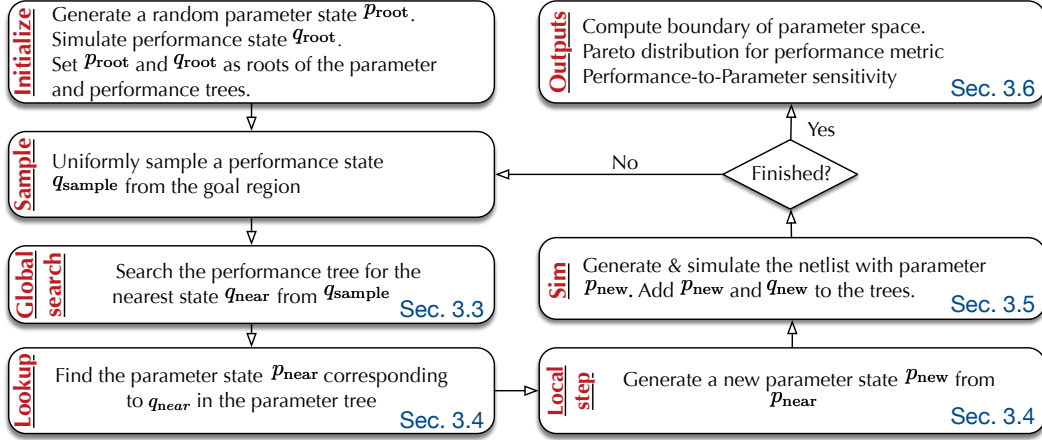 Initialize
Generate a random parameter state p_root.
Simulate performance state q_root.
Set p_root and q_root as roots of the parameter
and performance trees.
Sample
Uniformly sample a performance state
q_sample from the goal region
Global
search
Search the performance tree for the
nearest state q_near from q_sample
Sec. 3.3
Lookup
Find the parameter state p_near corresponding
to q_near in the parameter tree
Sec. 3.4
Local
step
Generate a new parameter state p_new from
p_near
Sec. 3.4
Sim
Generate & simulate the netlist with parameter
p_new. Add p_new and q_new to the trees.
Sec. 3.5
Finished?
No
Yes
Outputs
Compute boundary of parameter space.
Pareto distribution for performance metric
Performance-to-Parameter sensitivity
Sec. 3.6